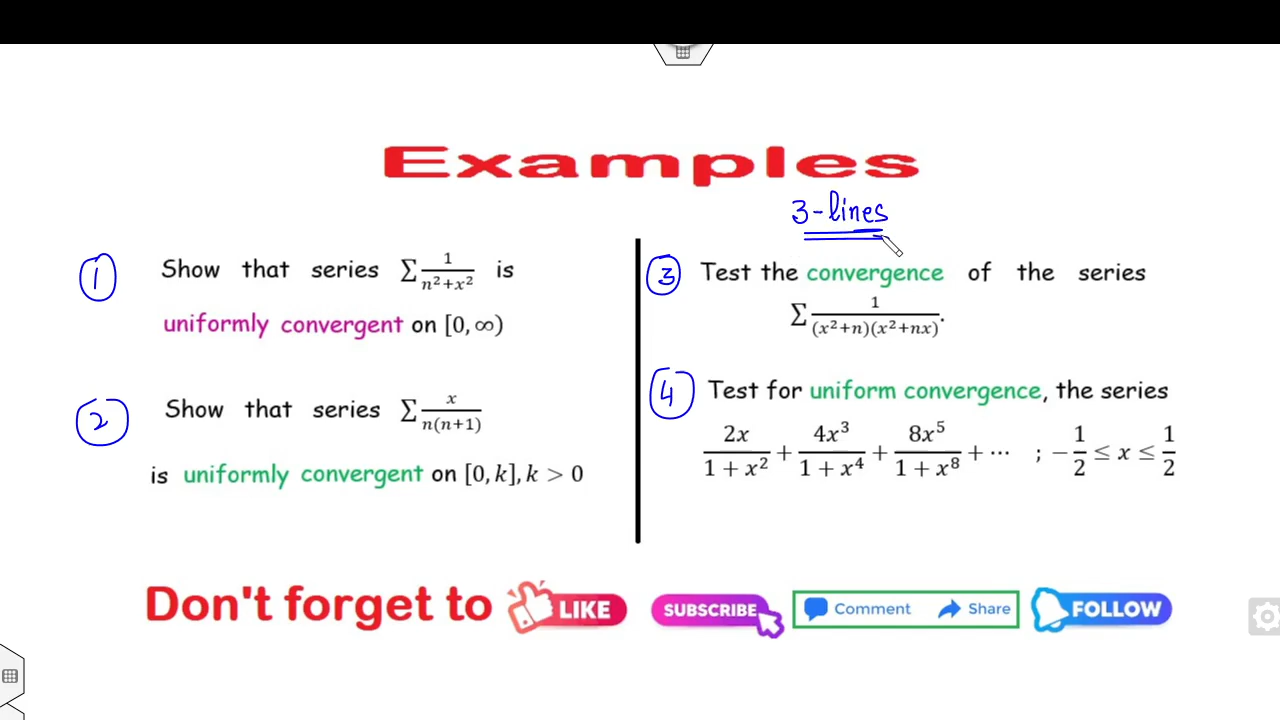 Examples
① Show that series ∑ 1/(n²+x²) is
uniformly convergent on [0, ∞)
② Show that series ∑ x/(n(n+1))
is uniformly convergent on [0, k], k > 0
3-lines
③ Test the convergence of the series
∑ 1/((x²+n)(x²+nx)).
④ Test for uniform convergence, the series
2x/(1 + x²) + 4x³/(1 + x⁴) + 8x⁵/(1 + x⁸) + ⋯ ; −1/2 ≤ x ≤ 1/2
Don't forget to LIKE SUBSCRIBE Comment Share FOLLOW